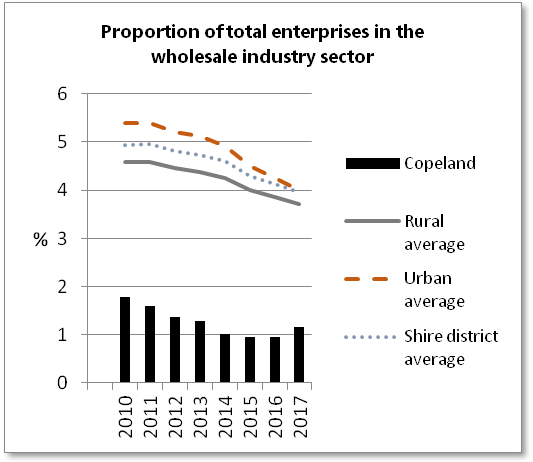 Proportion of total enterprises in the
wholesale industry sector
6
5
4
3
2
1
0
%
2010
2011
2012
2013
2014
2015
2016
2017
Copeland
Rural
average
Urban
average
Shire district
average